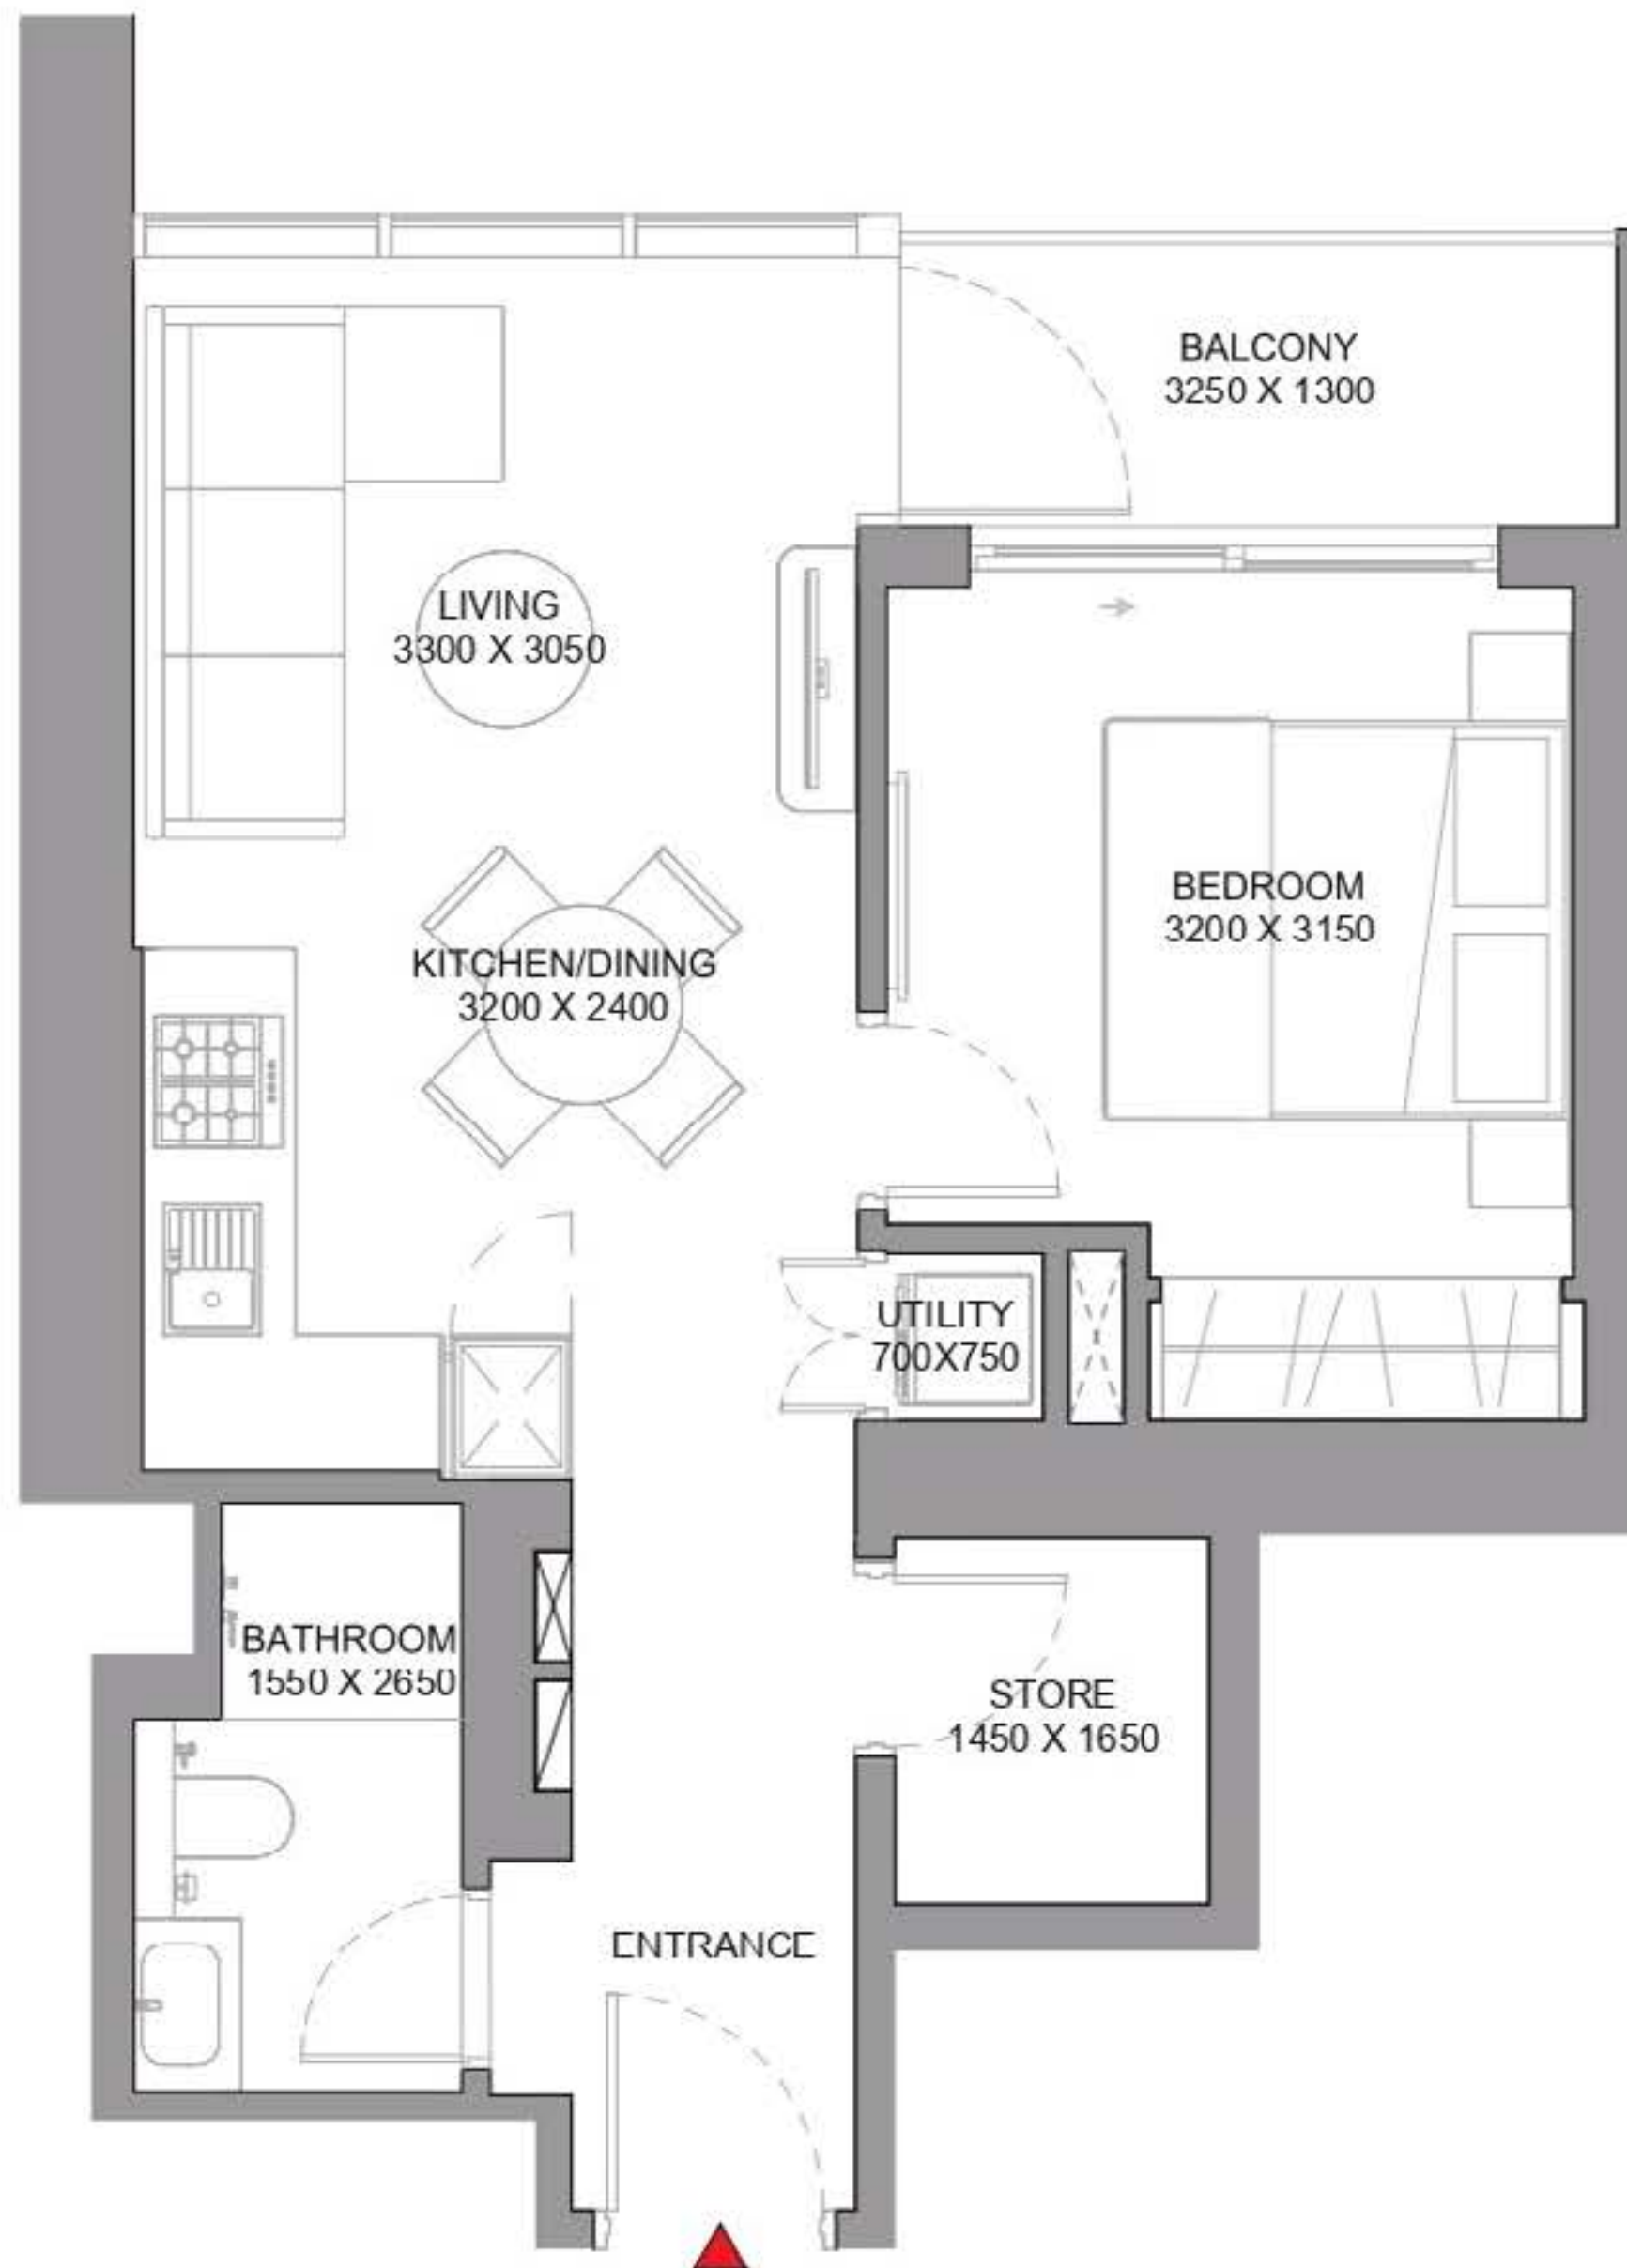 BALCONY
3250 X 1300
LIVING
3300 X 3050
BEDROOM
3200 X 3150
KITCHEN/DINING
3200 X 2400
UTILITY
700X750
BATHROOM
1550 X 2650
STORE
1450 X 1650
ENTRANCE